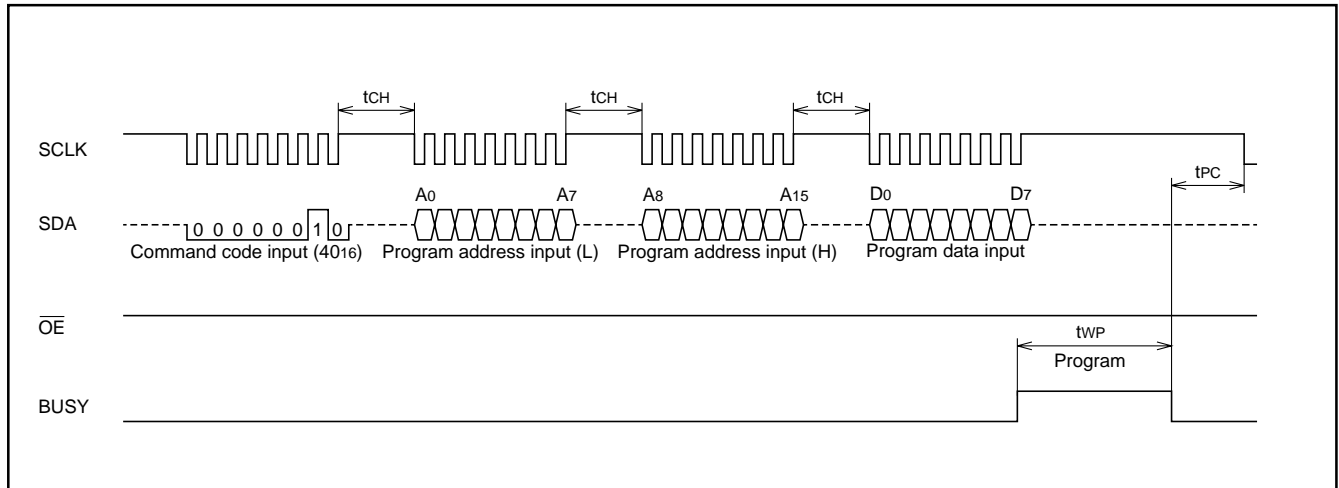 tCH tCH tCH
SCLK
tPC
A0 A7 A8 A15 D0 D7
SDA
0 0 0 0 0 0 1 0
Command code input (4016) Program address input (L) Program address input (H) Program data input
OE
tWP
Program
BUSY